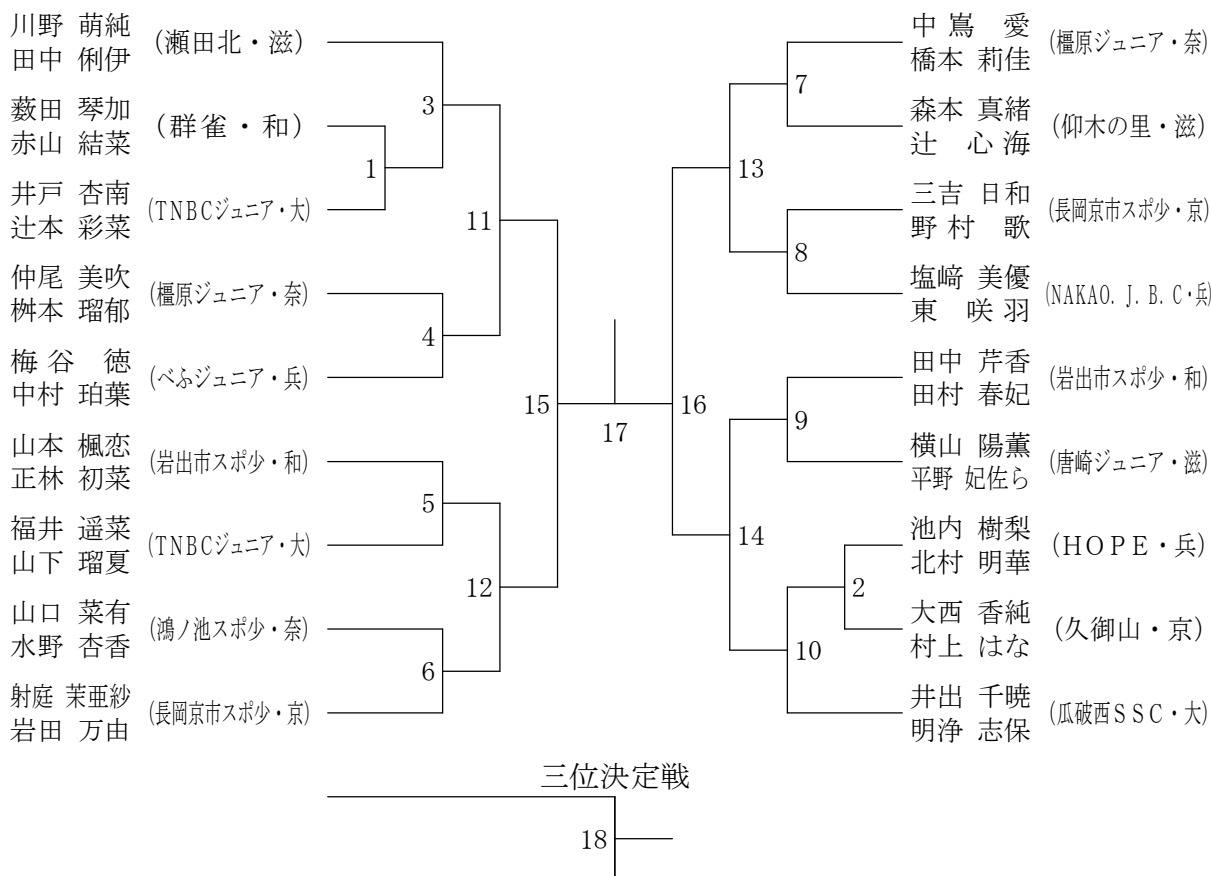 川野 萌純
田中 俐伊
(瀬田北・滋)
3
薮田 琴加
赤山 結菜
(群雀・和)
1
井戸 杏南
辻本 彩菜
(TNBCジュニア・大)
11
仲尾 美吹
桝本 瑠郁
(橿原ジュニア・奈)
4
梅谷 徳
中村 珀葉
(べふジュニア・兵)
15
山本 楓恋
正林 初菜
(岩出市スポ少・和)
5
福井 遥菜
山下 瑠夏
(TNBCジュニア・大)
12
山口 菜有
水野 杏香
(鴻ノ池スポ少・奈)
6
射庭 茉亜紗
岩田 万由
(長岡京市スポ少・京)
17
中嶌 愛
橋本 莉佳
(橿原ジュニア・奈)
7
森本 真緒
辻 心海
(仰木の里・滋)
13
三吉 日和
野村 歌
(長岡京市スポ少・京)
8
塩﨑 美優
東 咲羽
(NAKAO. J. B. C・兵)
16
田中 芹香
田村 春妃
(岩出市スポ少・和)
9
横山 陽薫
平野 妃佐ら
(唐崎ジュニア・滋)
14
池内 樹梨
北村 明華
(HOPE・兵)
2
大西 香純
村上 はな
(久御山・京)
10
井出 千暁
明浄 志保
(瓜破西SSC・大)
三位決定戦
18